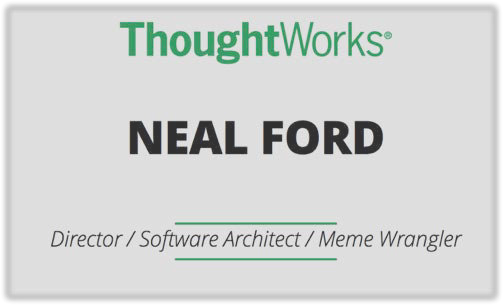 ThoughtWorks®
NEAL FORD
Director / Software Architect / Meme Wrangler